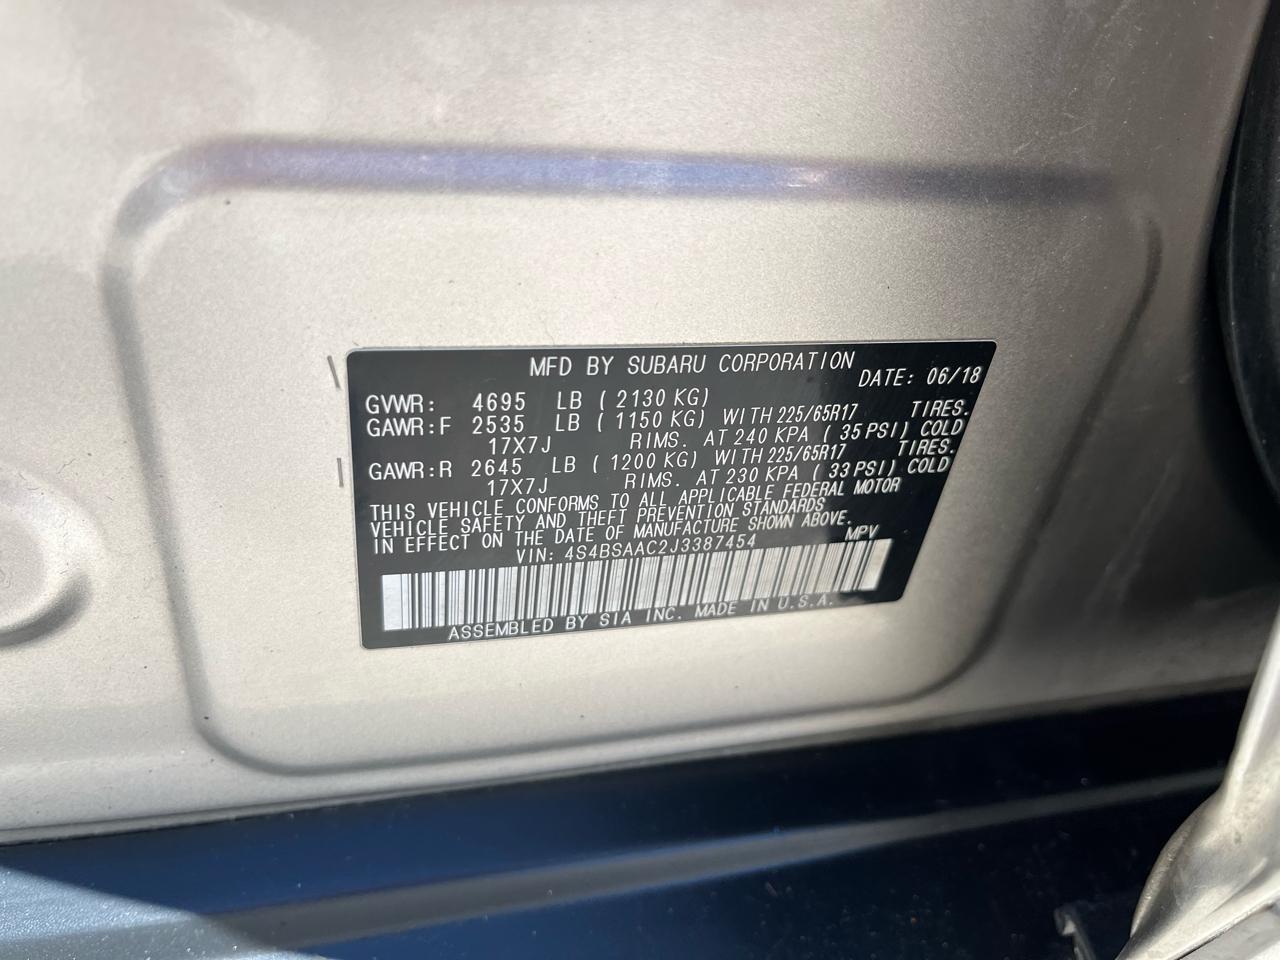 MFD BY SUBARU CORPORATION
DATE: 06/18
GVWR: 4695 LB ( 2130 KG)
GAWR:F 2535 LB ( 1150 KG) WITH 225/65R17 TIRES.
17X7J RIMS. AT 240 KPA ( 35 PSI) COLD
GAWR:R 2645 LB ( 1200 KG) WITH 225/65R17 TIRES.
17X7J RIMS. AT 230 KPA ( 33 PSI) COLD
THIS VEHICLE CONFORMS TO ALL APPLICABLE FEDERAL MOTOR
VEHICLE SAFETY AND THEFT PREVENTION STANDARDS
IN EFFECT ON THE DATE OF MANUFACTURE SHOWN ABOVE.
VIN: 4S4BSAAC2J3387454 MPV
ASSEMBLED BY SIA INC. MADE IN U.S.A.